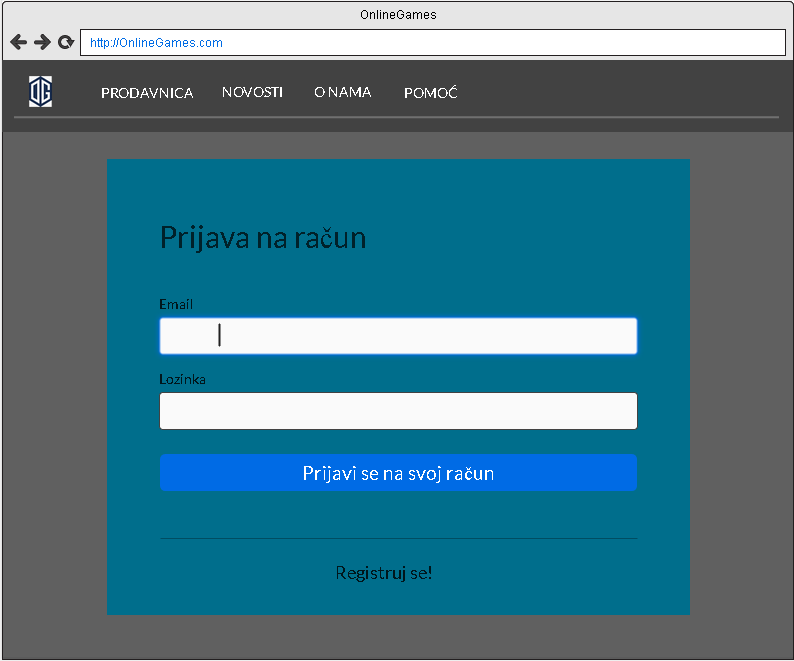 OnlineGames
http://OnlineGames.com
OG
PRODAVNICA NOVOSTI O NAMA POMOĆ
Prijava na račun
Email
Lozinka
Prijavi se na svoj račun
Registruj se!